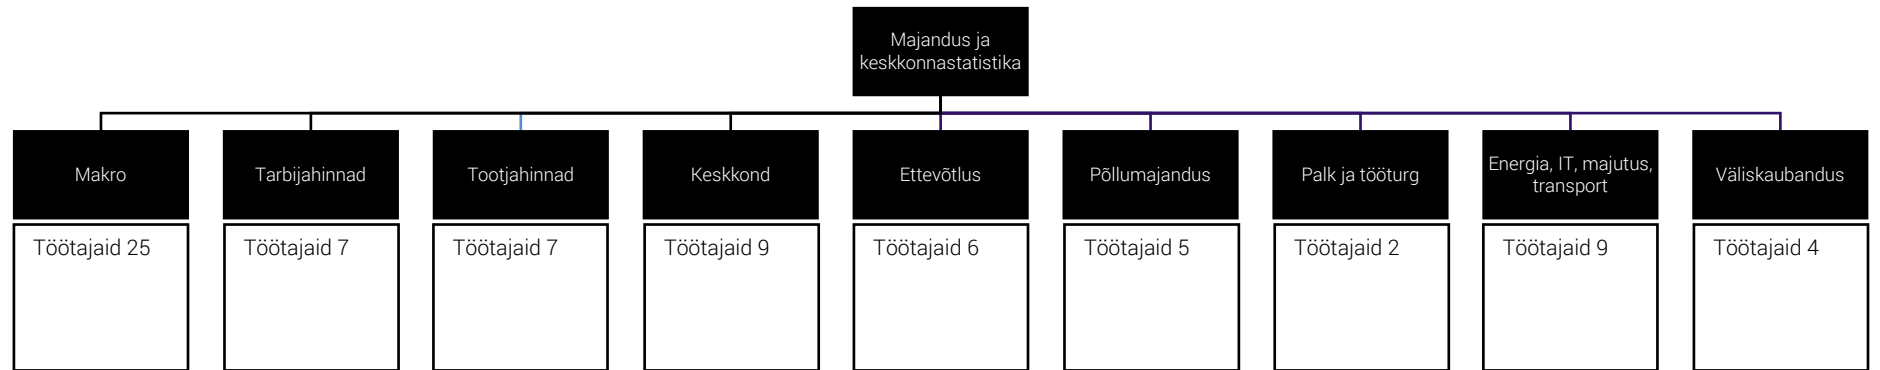 Majandus ja
keskkonnastatistika
Makro
Tarbijahinnad
Tootjahinnad
Keskkond
Ettevõtlus
Põllumajandus
Palk ja tööturg
Energia, IT, majutus,
transport
Väliskaubandus
Töötajaid 25
Töötajaid 7
Töötajaid 7
Töötajaid 9
Töötajaid 6
Töötajaid 5
Töötajaid 2
Töötajaid 9
Töötajaid 4